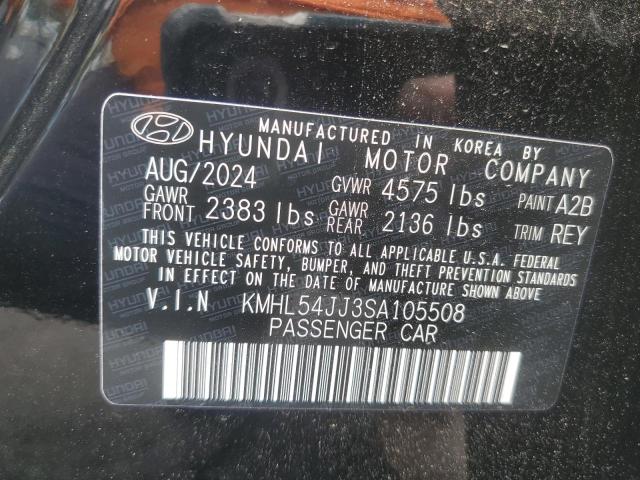 MANUFACTURED IN KOREA BY
HYUNDAI MOTOR COMPANY
AUG/2024 GVWR 4575 lbs PAINT A2B
GAWR FRONT 2383 lbs GAWR REAR 2136 lbs TRIM REY
THIS VEHICLE CONFORMS TO ALL APPLICABLE U.S.A. FEDERAL
MOTOR VEHICLE SAFETY, BUMPER, AND THEFT PREVENTION STANDARDS
IN EFFECT ON THE DATE OF MANUFACTURE SHOWN ABOVE
V.I.N KMHL54JJ3SA105508
PASSENGER CAR